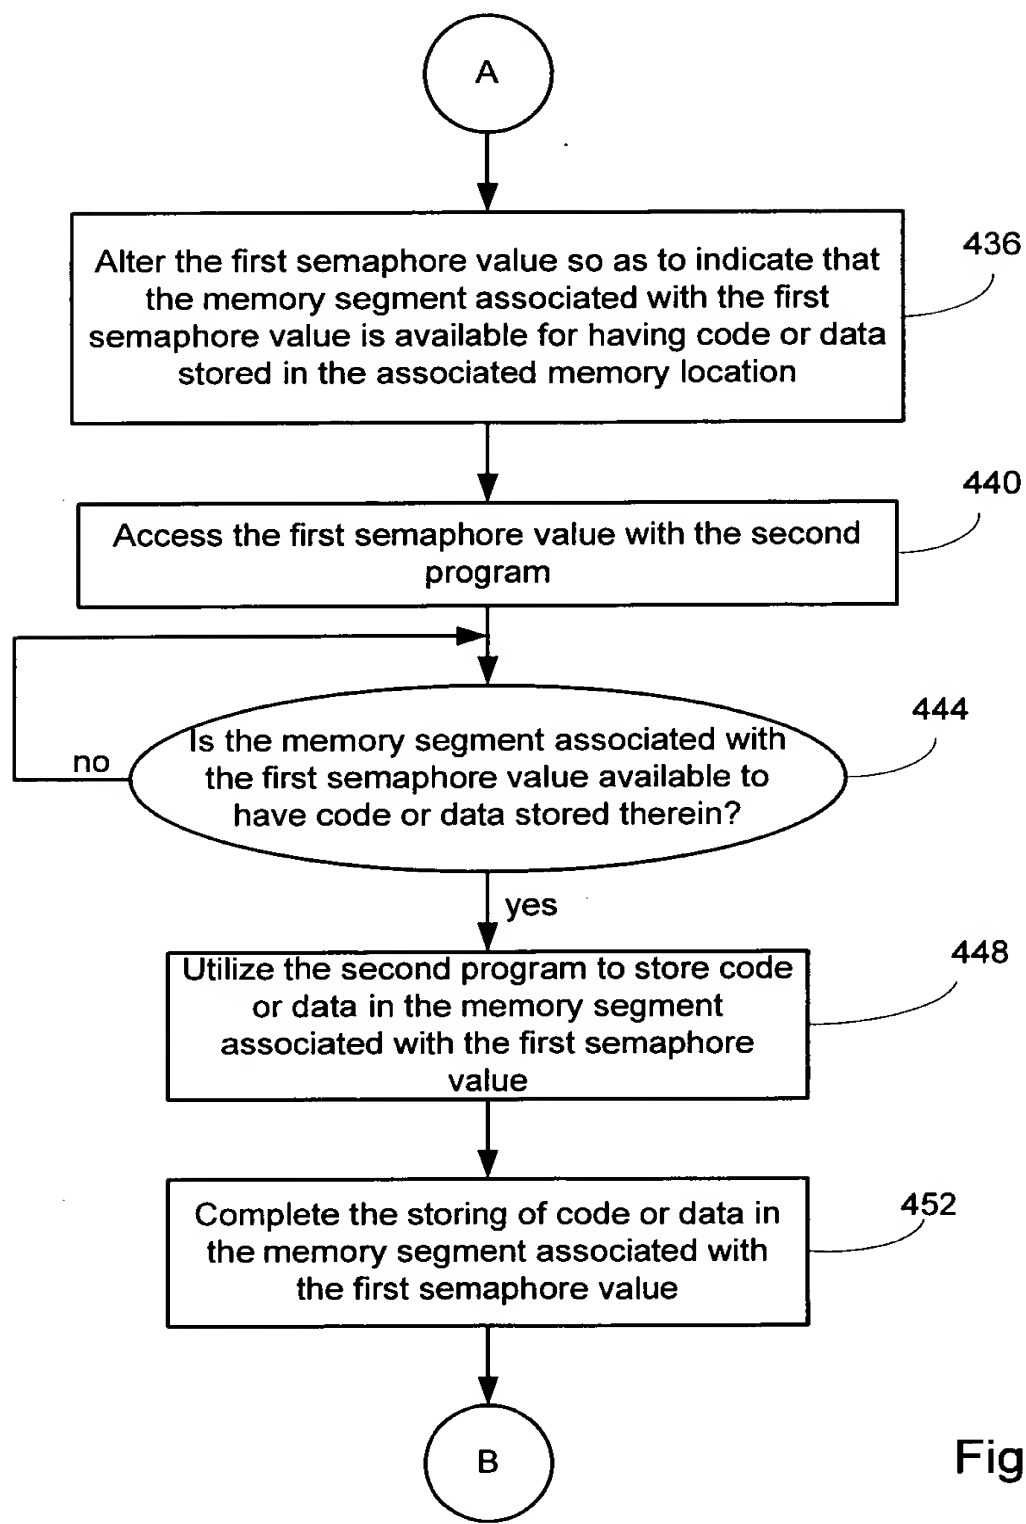 A
Alter the first semaphore value so as to indicate that
the memory segment associated with the first
semaphore value is available for having code or data
stored in the associated memory location
436
Access the first semaphore value with the second
program
440
Is the memory segment associated with
the first semaphore value available to
have code or data stored therein?
444
no
yes
Utilize the second program to store code
or data in the memory segment
associated with the first semaphore
value
448
Complete the storing of code or data in
the memory segment associated with
the first semaphore value
452
B
Fig